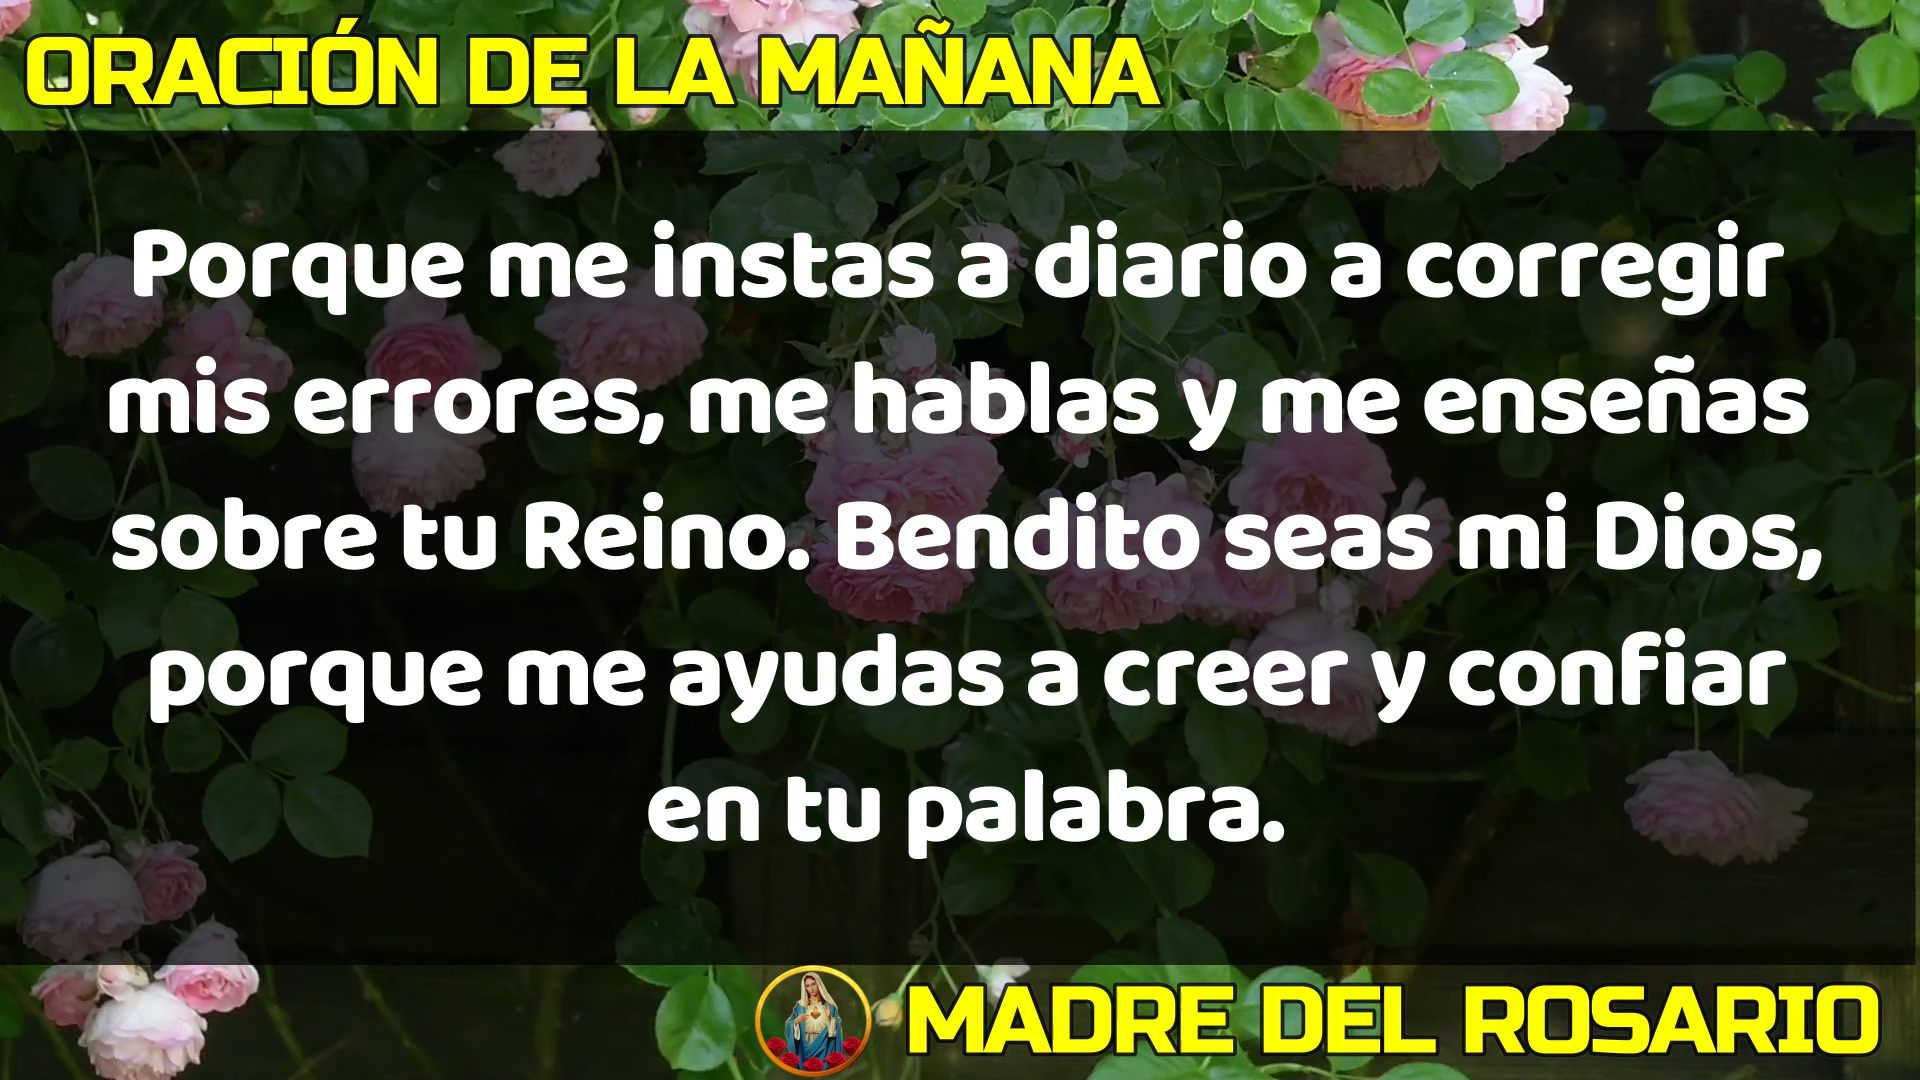 ORACIÓN DE LA MAÑANA
Porque me instas a diario a corregir
mis errores, me hablas y me enseñas
sobre tu Reino. Bendito seas mi Dios,
porque me ayudas a creer y confiar
en tu palabra.
MADRE DEL ROSARIO